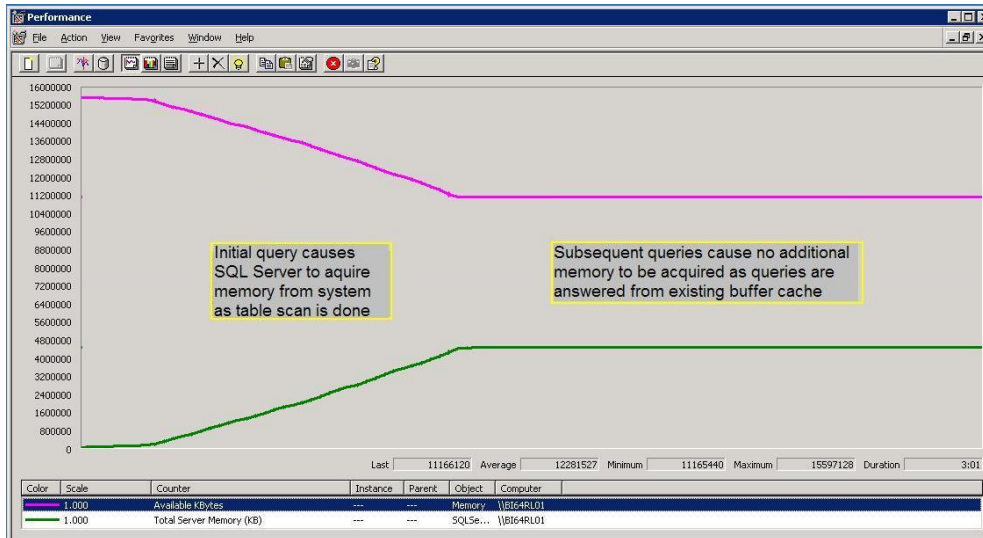 Performance
File Action View Favorites Window Help
16000000
15200000
14400000
13600000
12800000
12000000
11200000
10400000
9600000
8800000
8000000
7200000
6400000
5600000
4800000
4000000
3200000
2400000
1600000
800000
0
Initial query causes
SQL Server to aquire
memory from system
as table scan is done
Subsequent queries cause no additional
memory to be acquired as queries are
answered from existing buffer cache
Last 11166120 Average 12281527 Minimum 11165440 Maximum 15597128 Duration 3:01
Color Scale Counter Instance Parent Object Computer
1.000 Available KBytes --- --- Memory \\BI64RL01
1.000 Total Server Memory (KB) --- --- SQLSe... \\BI64RL01